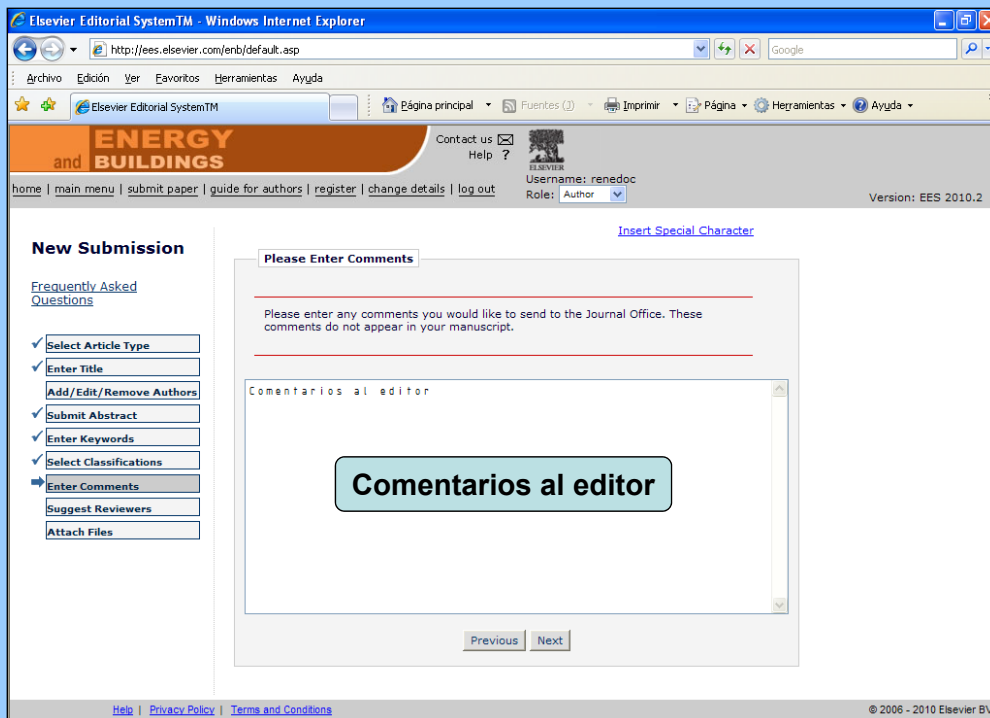 Elsevier Editorial SystemTM - Windows Internet Explorer
http://ees.elsevier.com/enb/default.asp
Google
Archivo Edición Ver Favoritos Herramientas Ayuda
Elsevier Editorial SystemTM
Página principal Fuentes (J) Imprimir Página Herramientas Ayuda
ENERGY
and BUILDINGS
Contact us
Help ?
ELSEVIER
home | main menu | submit paper | guide for authors | register | change details | log out
Username: renedoc
Role: Author
Version: EES 2010.2
New Submission
Frequently Asked
Questions
Select Article Type
Enter Title
Add/Edit/Remove Authors
Submit Abstract
Enter Keywords
Select Classifications
Enter Comments
Suggest Reviewers
Attach Files
Insert Special Character
Please Enter Comments
Please enter any comments you would like to send to the Journal Office. These
comments do not appear in your manuscript.
Comentarios al editor
Comentarios al editor
Previous Next
Help | Privacy Policy | Terms and Conditions
© 2006 - 2010 Elsevier BV